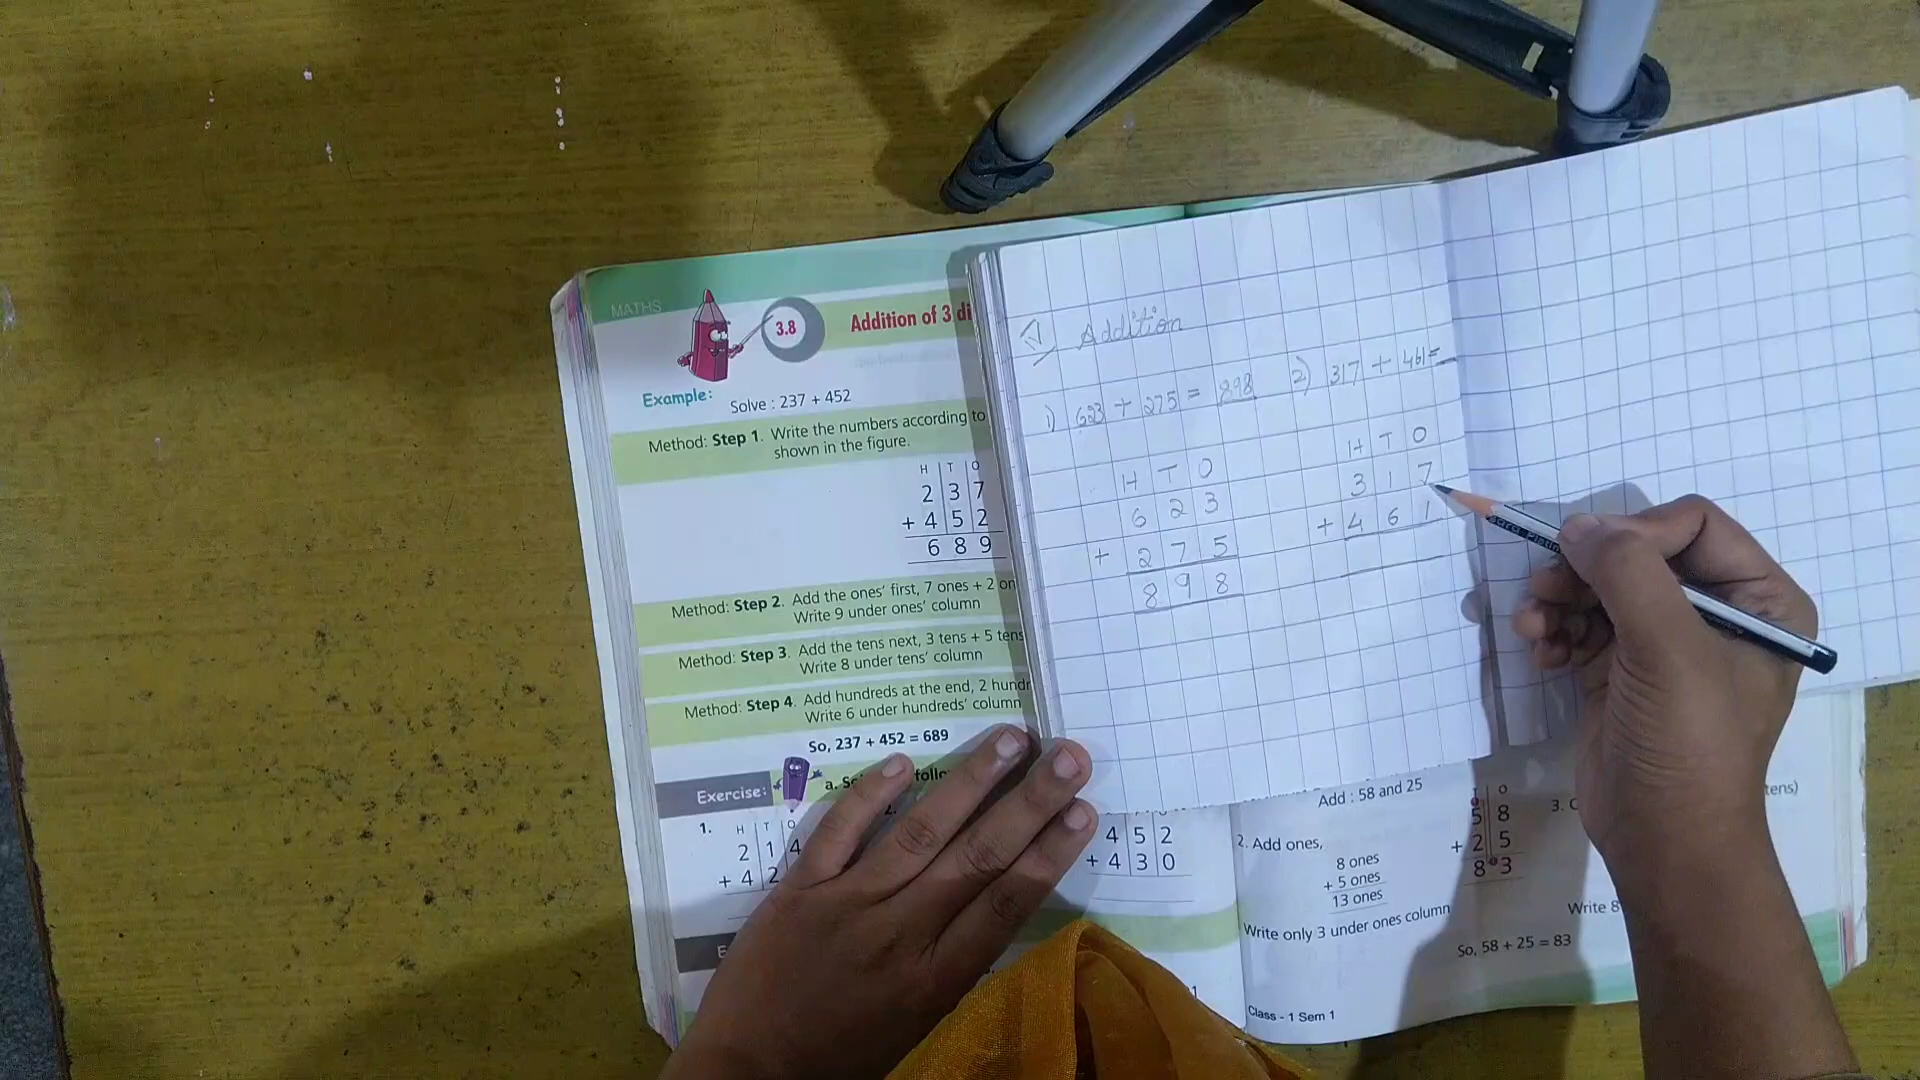 MATHS
3.8
Addition of 3 di
Example: Solve : 237 + 452
Method: Step 1. Write the numbers according to
shown in the figure.
H T O
2 3 7
+ 4 5 2
6 8 9
Method: Step 2. Add the ones' first, 7 ones + 2 on
Write 9 under ones' column
Method: Step 3. Add the tens next, 3 tens + 5 tens
Write 8 under tens' column
Method: Step 4. Add hundreds at the end, 2 hundr
Write 6 under hundreds' column
So, 237 + 452 = 689
Exercise:
a. S
follo
1.
H T O
2 1 4
+ 4 2
2.
4 5 2
+ 4 3 0
Addition
1) 623 + 275 = 898
H T O
6 2 3
+ 2 7 5
8 9 8
2) 317 + 461 =
H T O
3 1 7
+ 4 6 1
Add : 58 and 25
2. Add ones,
8 ones
+ 5 ones
13 ones
Write only 3 under ones column
T O
5 8
+ 2 5
8 3
3. C
tens)
Write 8
So, 58 + 25 = 83
Class - 1 Sem 1